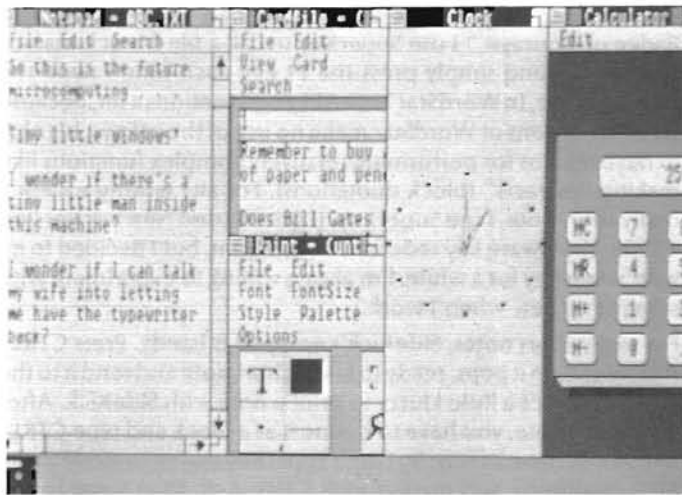 Notepad - ABC.TXT
File Edit Search
So this is the future
microcomputing
Tiny little windows?
I wonder if there's a
tiny little man inside
this machine?
I wonder if I can talk
my wife into letting
me have the typewriter
back?
Cardfile - (
File Edit
View Card
Search
Remember to buy
of paper and pen
Does Bill Gates
Paint - (unt
File Edit
Font FontSize
Style Palette
Options
T
Clock
Calculator
Edit
25
MC 7
MR 4
M+ 1
M- 0